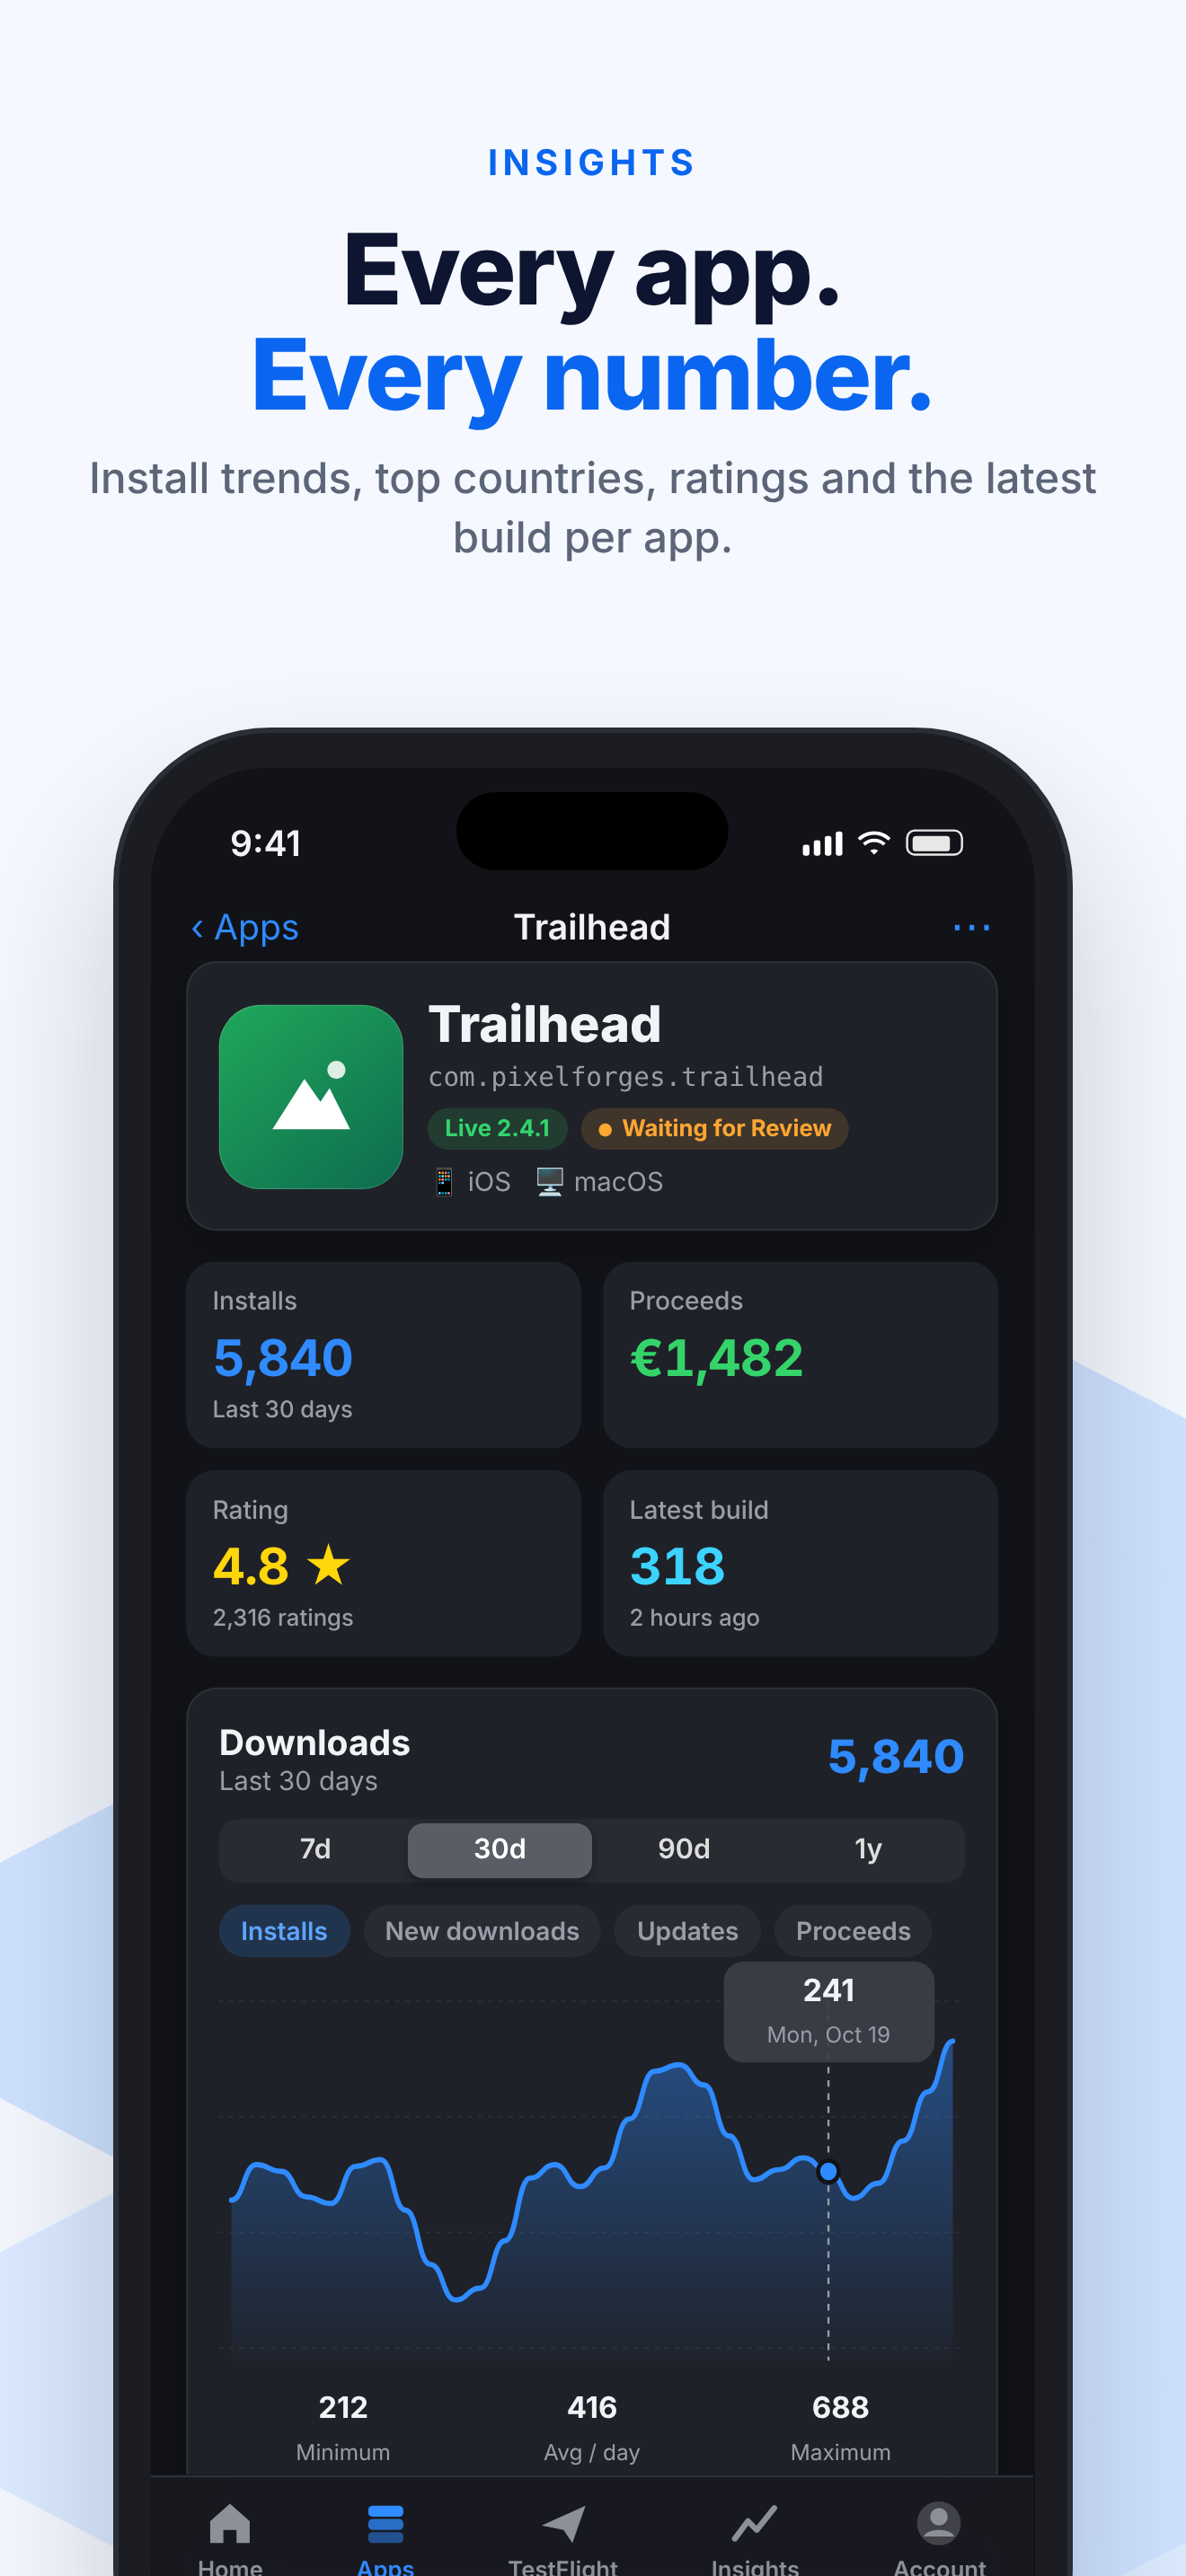 INSIGHTS
Every app.
Every number.
Install trends, top countries, ratings and the latest
build per app.
9:41
‹ Apps Trailhead ···
Trailhead
com.pixelforges.trailhead
Live 2.4.1 Waiting for Review
iOS macOS
Installs Proceeds
5,840 €1,482
Last 30 days
Rating Latest build
4.8 ★ 318
2,316 ratings 2 hours ago
Downloads
5,840
Last 30 days
7d 30d 90d 1y
Installs New downloads Updates Proceeds
241
Mon, Oct 19
212 416 688
Minimum Avg / day Maximum
Home Apps TestFlight Insights Account